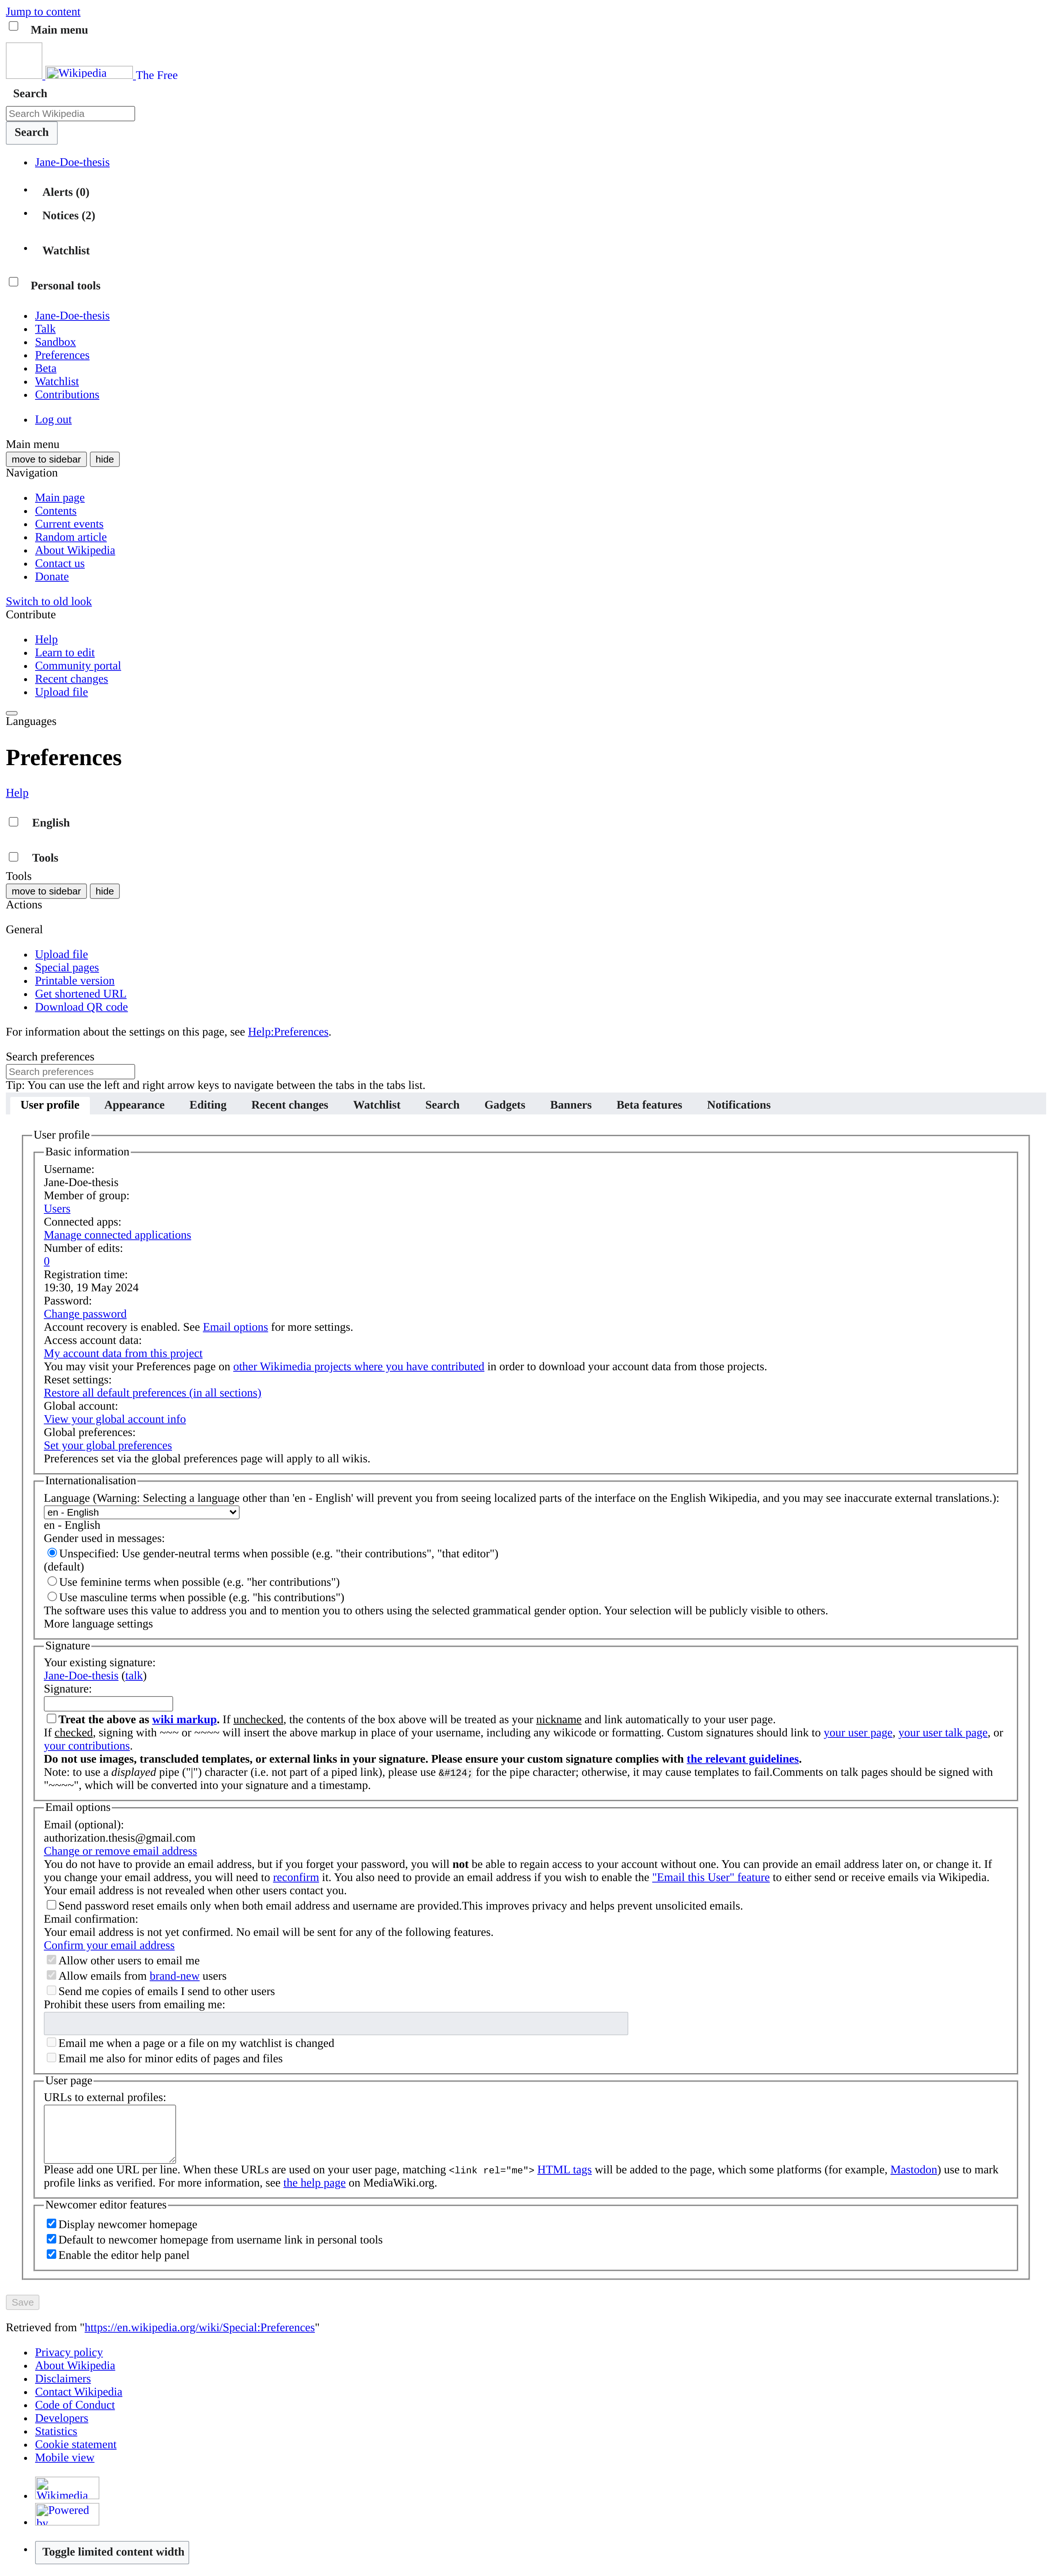 Jump to content
Main menu
Wikipedia The Free
Search
Search Wikipedia
Search
Jane-Doe-thesis
Alerts (0)
Notices (2)
Watchlist
Personal tools
Jane-Doe-thesis
Talk
Sandbox
Preferences
Beta
Watchlist
Contributions
Log out
Main menu
move to sidebar hide
Navigation
Main page
Contents
Current events
Random article
About Wikipedia
Contact us
Donate
Switch to old look
Contribute
Help
Learn to edit
Community portal
Recent changes
Upload file
Languages
Preferences
Help
English
Tools
Tools
move to sidebar hide
Actions
General
Upload file
Special pages
Printable version
Get shortened URL
Download QR code
For information about the settings on this page, see Help:Preferences.
Search preferences
Search preferences
Tip: You can use the left and right arrow keys to navigate between the tabs in the tabs list.
User profile Appearance Editing Recent changes Watchlist Search Gadgets Banners Beta features Notifications
User profile
Basic information
Username:
Jane-Doe-thesis
Member of group:
Users
Connected apps:
Manage connected applications
Number of edits:
0
Registration time:
19:30, 19 May 2024
Password:
Change password
Account recovery is enabled. See Email options for more settings.
Access account data:
My account data from this project
You may visit your Preferences page on other Wikimedia projects where you have contributed in order to download your account data from those projects.
Reset settings:
Restore all default preferences (in all sections)
Global account:
View your global account info
Global preferences:
Set your global preferences
Preferences set via the global preferences page will apply to all wikis.
Internationalisation
Language (Warning: Selecting a language other than 'en - English' will prevent you from seeing localized parts of the interface on the English Wikipedia, and you may see inaccurate external translations.):
en - English
en - English
Gender used in messages:
Unspecified: Use gender-neutral terms when possible (e.g. "their contributions", "that editor")
(default)
Use feminine terms when possible (e.g. "her contributions")
Use masculine terms when possible (e.g. "his contributions")
The software uses this value to address you and to mention you to others using the selected grammatical gender option. Your selection will be publicly visible to others.
More language settings
Signature
Your existing signature:
Jane-Doe-thesis (talk)
Signature:
Treat the above as wiki markup. If unchecked, the contents of the box above will be treated as your nickname and link automatically to your user page.
If checked, signing with ~~~ or ~~~~ will insert the above markup in place of your username, including any wikicode or formatting. Custom signatures should link to your user page, your user talk page, or
your contributions.
Do not use images, transcluded templates, or external links in your signature. Please ensure your custom signature complies with the relevant guidelines.
Note: to use a displayed pipe ("|") character (i.e. not part of a piped link), please use &#124; for the pipe character; otherwise, it may cause templates to fail.Comments on talk pages should be signed with
"~~~~", which will be converted into your signature and a timestamp.
Email options
Email (optional):
authorization.thesis@gmail.com
Change or remove email address
You do not have to provide an email address, but if you forget your password, you will not be able to regain access to your account without one. You can provide an email address later on, or change it. If
you change your email address, you will need to reconfirm it. You also need to provide an email address if you wish to enable the "Email this User" feature to either send or receive emails via Wikipedia.
Your email address is not revealed when other users contact you.
Send password reset emails only when both email address and username are provided.This improves privacy and helps prevent unsolicited emails.
Email confirmation:
Your email address is not yet confirmed. No email will be sent for any of the following features.
Confirm your email address
Allow other users to email me
Allow emails from brand-new users
Send me copies of emails I send to other users
Prohibit these users from emailing me:
Email me when a page or a file on my watchlist is changed
Email me also for minor edits of pages and files
User page
URLs to external profiles:
Please add one URL per line. When these URLs are used on your user page, matching <link rel="me"> HTML tags will be added to the page, which some platforms (for example, Mastodon) use to mark
profile links as verified. For more information, see the help page on MediaWiki.org.
Newcomer editor features
Display newcomer homepage
Default to newcomer homepage from username link in personal tools
Enable the editor help panel
Save
Retrieved from "https://en.wikipedia.org/wiki/Special:Preferences"
Privacy policy
About Wikipedia
Disclaimers
Contact Wikipedia
Code of Conduct
Developers
Statistics
Cookie statement
Mobile view
Wikimedia
Powered
by
Toggle limited content width